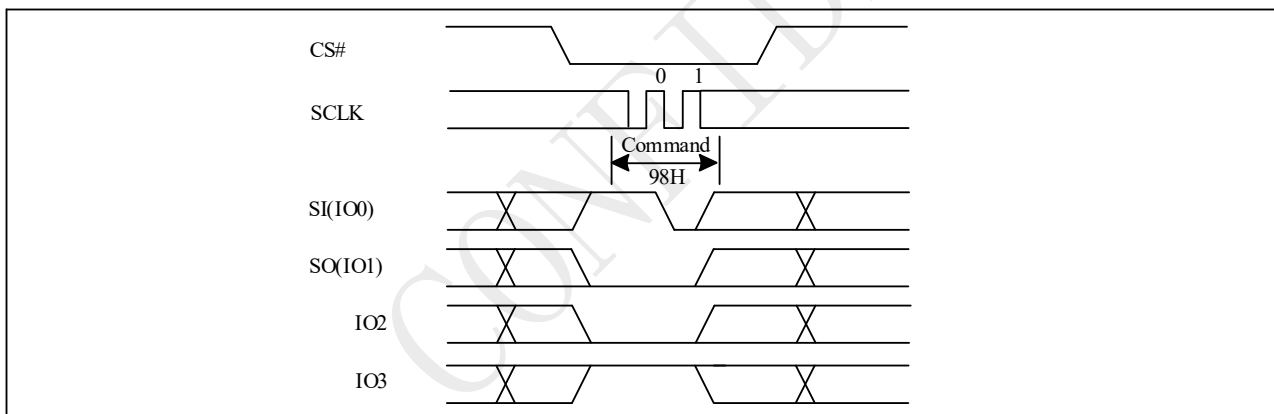 CS#
0 1
SCLK
Command
98H
SI(IO0)
SO(IO1)
IO2
IO3